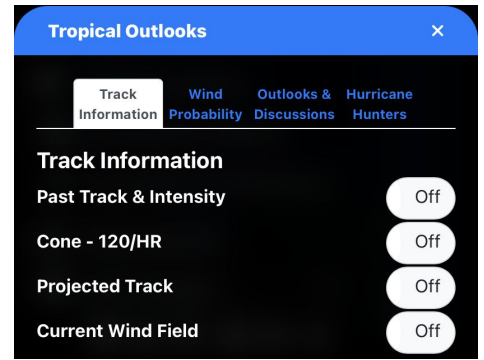 Tropical Outlooks ×
Track Wind Outlooks & Hurricane
Information Probability Discussions Hunters
Track Information
Past Track & Intensity Off
Cone - 120/HR Off
Projected Track Off
Current Wind Field Off